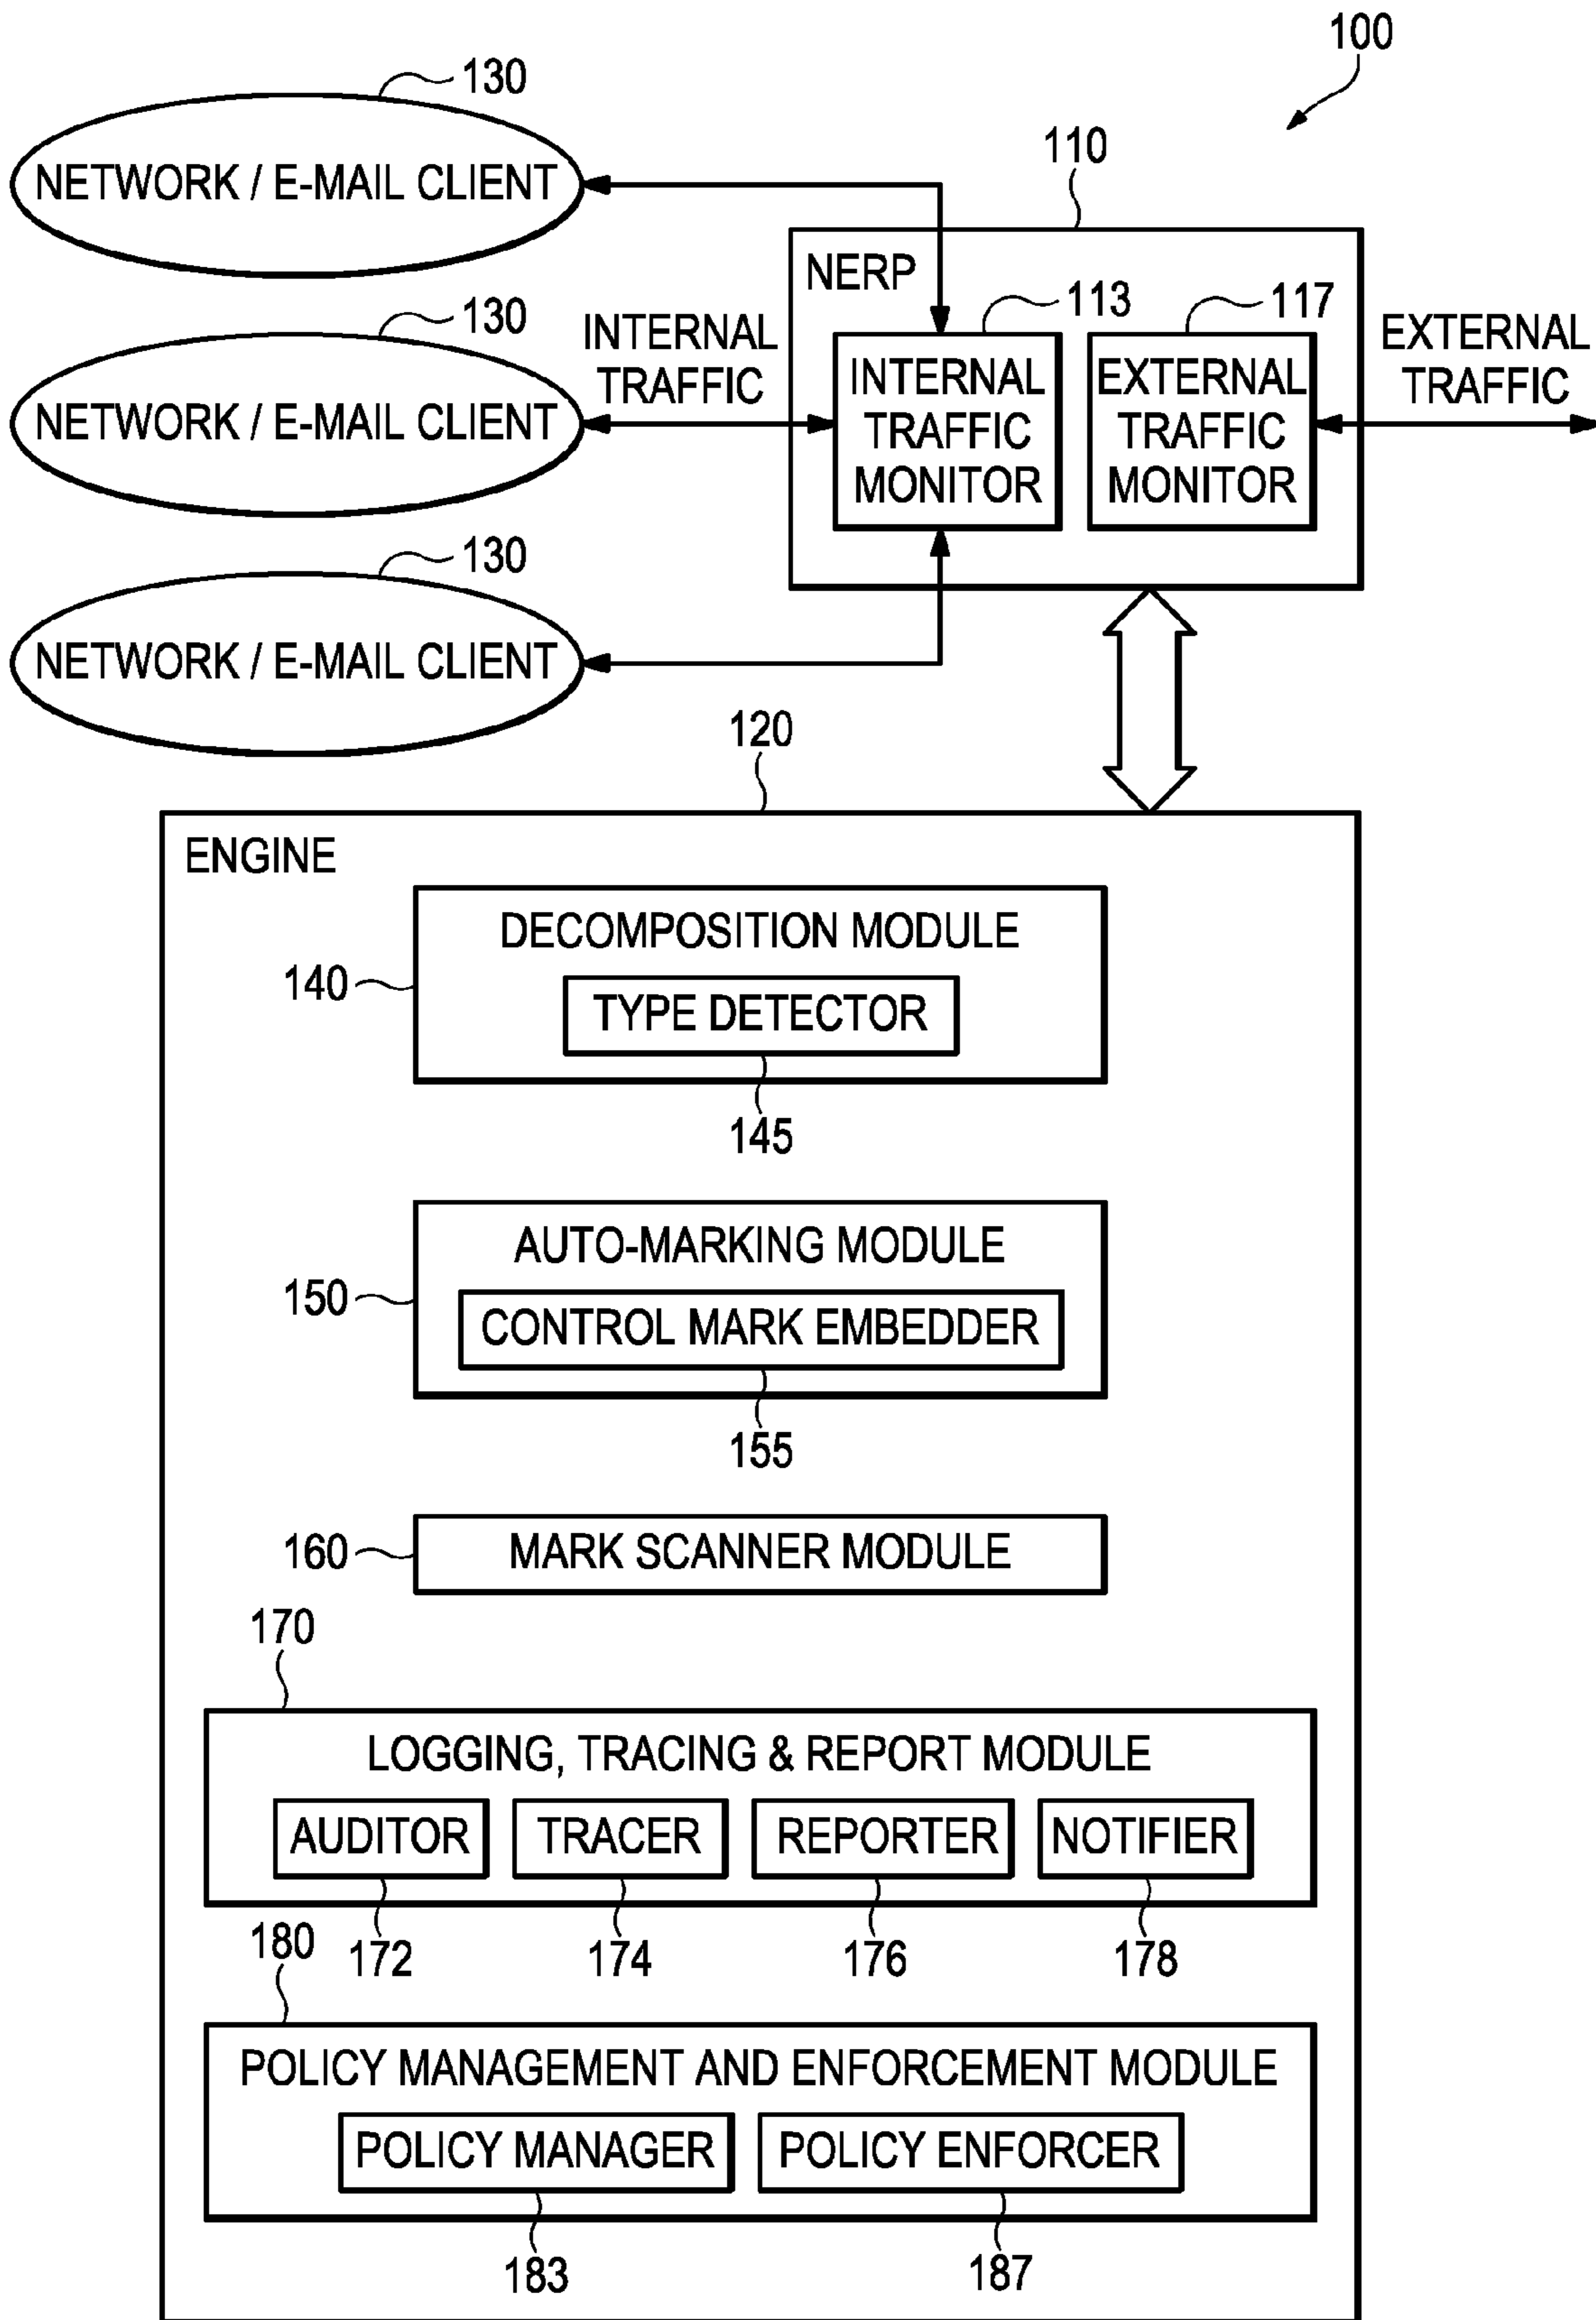 100
130
NETWORK / E-MAIL CLIENT
110
NERP
113
117
130
NETWORK / E-MAIL CLIENT
INTERNAL
TRAFFIC
INTERNAL
TRAFFIC
MONITOR
EXTERNAL
TRAFFIC
MONITOR
EXTERNAL
TRAFFIC
130
NETWORK / E-MAIL CLIENT
120
ENGINE
DECOMPOSITION MODULE
140
TYPE DETECTOR
145
AUTO-MARKING MODULE
150
CONTROL MARK EMBEDDER
155
160
MARK SCANNER MODULE
170
LOGGING, TRACING & REPORT MODULE
AUDITOR
TRACER
REPORTER
NOTIFIER
172
174
176
178
180
POLICY MANAGEMENT AND ENFORCEMENT MODULE
POLICY MANAGER
POLICY ENFORCER
183
187